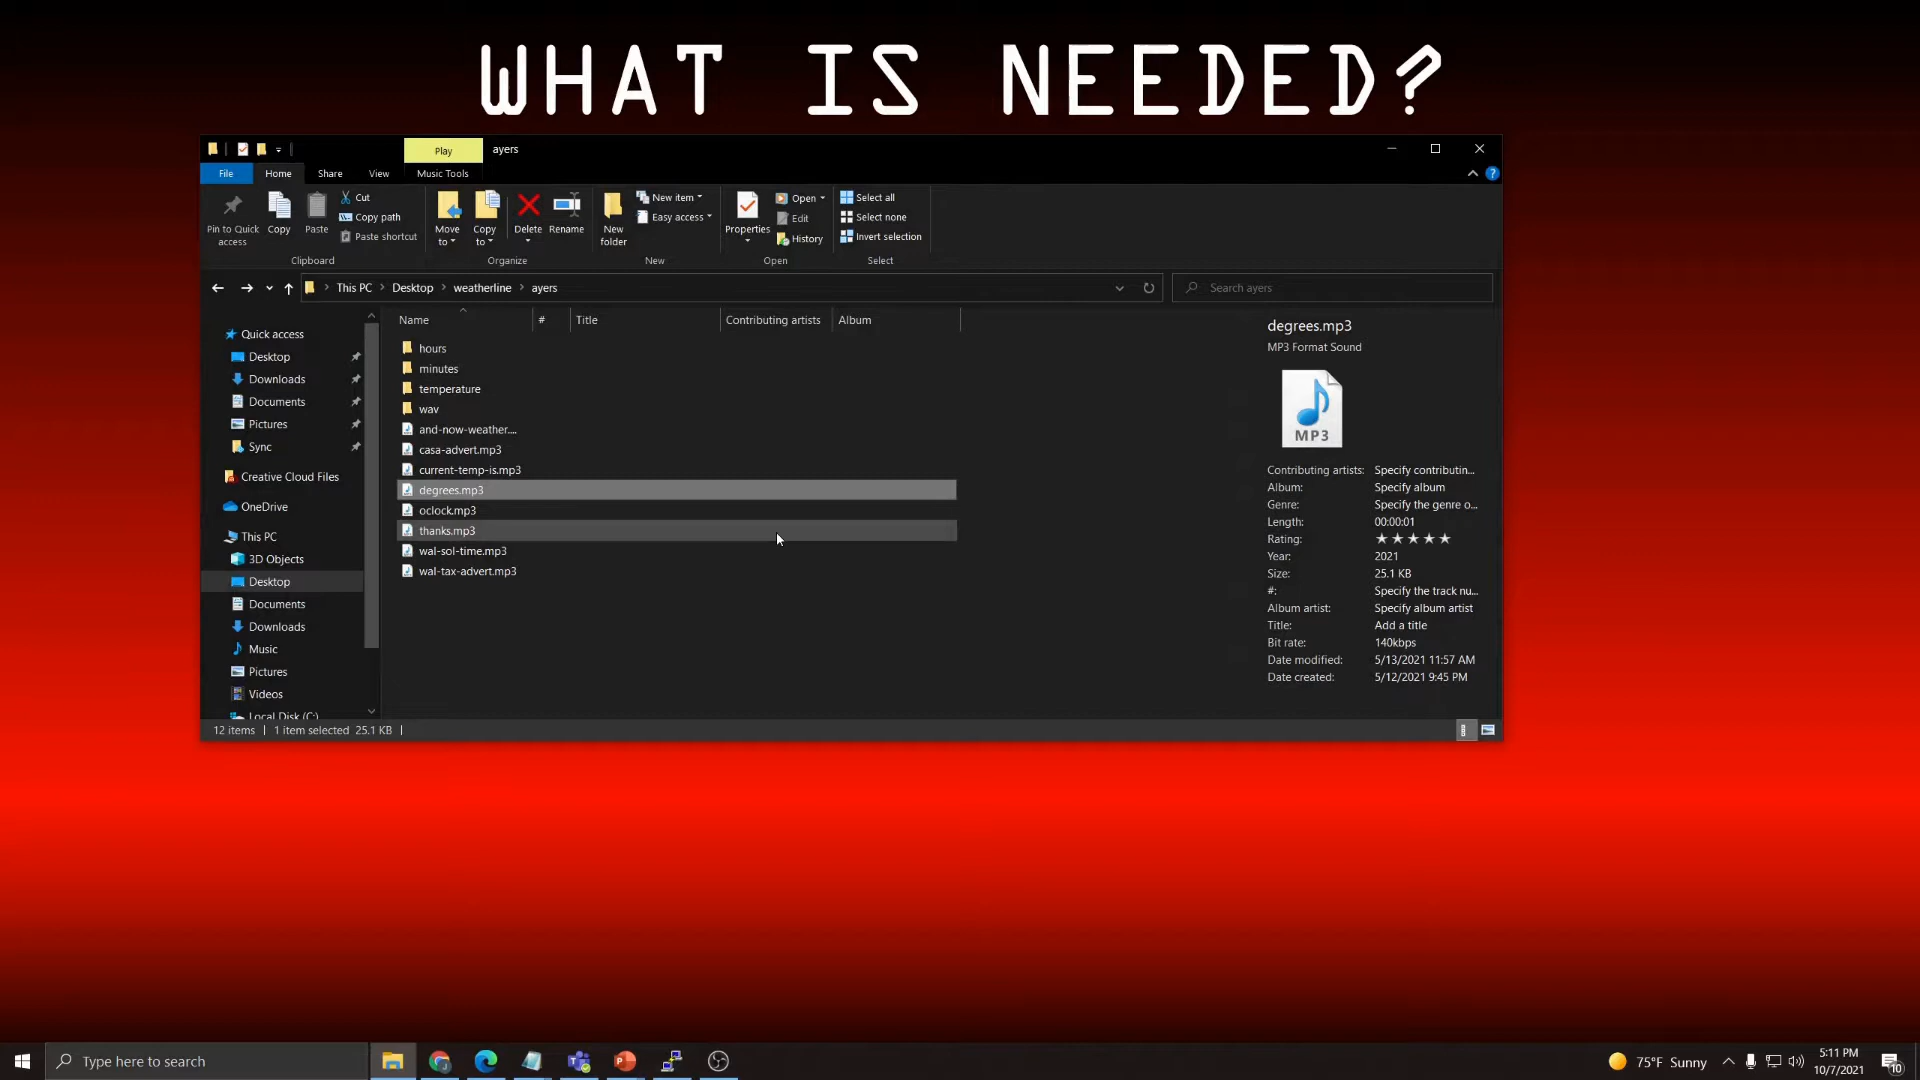 WHAT IS NEEDED?
Play
ayers
File
Home
Share
View
Music Tools
Pin to Quick access
Copy
Paste
Cut
Copy path
Paste shortcut
Clipboard
Move to
Copy to
Delete
Rename
Organize
New folder
New item
Easy access
New
Properties
Open
Edit
History
Open
Select all
Select none
Invert selection
Select
This PC > Desktop > weatherline > ayers
Search ayers
Quick access
Desktop
Downloads
Documents
Pictures
Sync
Creative Cloud Files
OneDrive
This PC
3D Objects
Desktop
Documents
Downloads
Music
Pictures
Videos
Local Disk (C:)
Name # Title Contributing artists Album
hours
minutes
temperature
wav
and-now-weather....
casa-advert.mp3
current-temp-is.mp3
degrees.mp3
oclock.mp3
thanks.mp3
wal-sol-time.mp3
wal-tax-advert.mp3
degrees.mp3
MP3 Format Sound
MP3
Contributing artists: Specify contributin...
Album: Specify album
Genre: Specify the genre o...
Length: 00:00:01
Rating: ★ ★ ★ ★ ★
Year: 2021
Size: 25.1 KB
#: Specify the track nu...
Album artist: Specify album artist
Title: Add a title
Bit rate: 140kbps
Date modified: 5/13/2021 11:57 AM
Date created: 5/12/2021 9:45 PM
12 items 1 item selected 25.1 KB
Type here to search
75°F Sunny
5:11 PM
10/7/2021
10